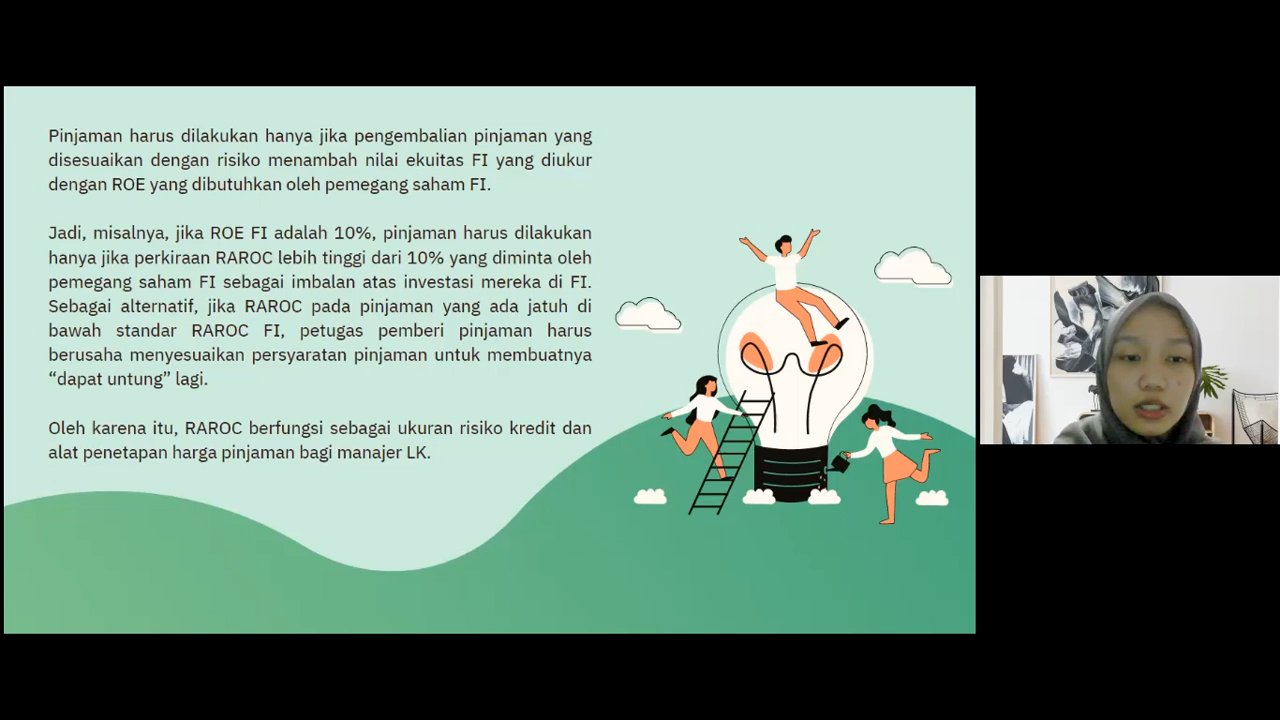 Pinjaman harus dilakukan hanya jika pengembalian pinjaman yang
disesuaikan dengan risiko menambah nilai ekuitas FI yang diukur
dengan ROE yang dibutuhkan oleh pemegang saham FI.
Jadi, misalnya, jika ROE FI adalah 10%, pinjaman harus dilakukan
hanya jika perkiraan RAROC lebih tinggi dari 10% yang diminta oleh
pemegang saham FI sebagai imbalan atas investasi mereka di FI.
Sebagai alternatif, jika RAROC pada pinjaman yang ada jatuh di
bawah standar RAROC FI, petugas pemberi pinjaman harus
berusaha menyesuaikan persyaratan pinjaman untuk membuatnya
“dapat untung” lagi.
Oleh karena itu, RAROC berfungsi sebagai ukuran risiko kredit dan
alat penetapan harga pinjaman bagi manajer LK.